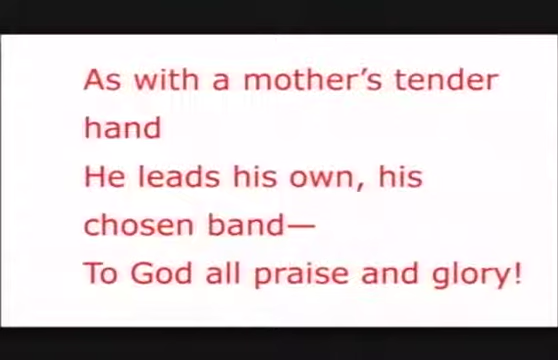 As with a mother’s tender
hand
He leads his own, his
chosen band—
To God all praise and glory!